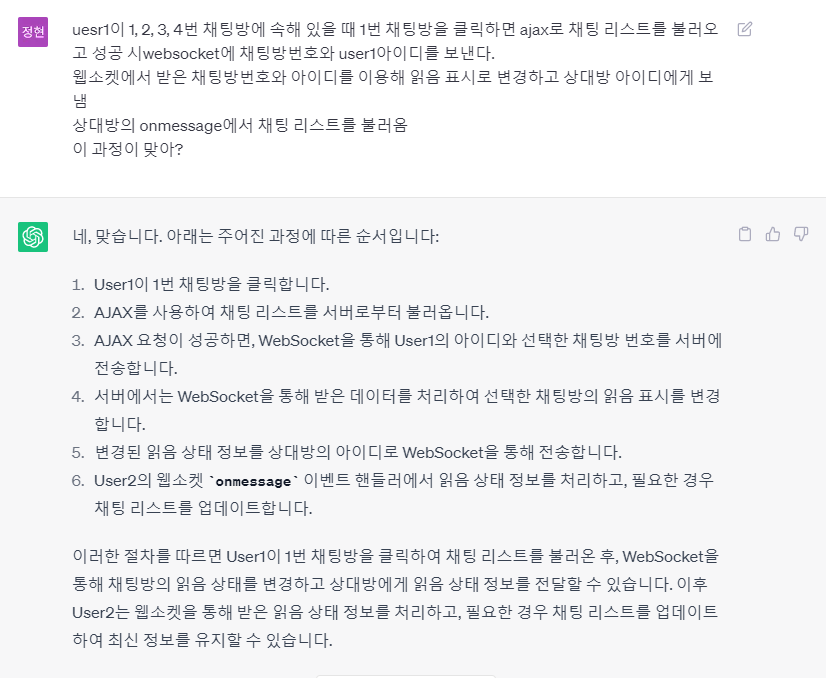 정현
uesr1이 1, 2, 3, 4번 채팅방에 속해 있을 때 1번 채팅방을 클릭하면 ajax로 채팅 리스트를 불러오
고 성공 시websocket에 채팅방번호와 user1아이디를 보낸다.
웹소켓에서 받은 채팅방번호와 아이디를 이용해 읽음 표시로 변경하고 상대방 아이디에게 보
냄
상대방의 onmessage에서 채팅 리스트를 불러옴
이 과정이 맞아?
네, 맞습니다. 아래는 주어진 과정에 따른 순서입니다:
1. User1이 1번 채팅방을 클릭합니다.
2. AJAX를 사용하여 채팅 리스트를 서버로부터 불러옵니다.
3. AJAX 요청이 성공하면, WebSocket을 통해 User1의 아이디와 선택한 채팅방 번호를 서버에
전송합니다.
4. 서버에서는 WebSocket을 통해 받은 데이터를 처리하여 선택한 채팅방의 읽음 표시를 변경
합니다.
5. 변경된 읽음 상태 정보를 상대방의 아이디로 WebSocket을 통해 전송합니다.
6. User2의 웹소켓 `onmessage` 이벤트 핸들러에서 읽음 상태 정보를 처리하고, 필요한 경우
채팅 리스트를 업데이트합니다.
이러한 절차를 따르면 User1이 1번 채팅방을 클릭하여 채팅 리스트를 불러온 후, WebSocket을
통해 채팅방의 읽음 상태를 변경하고 상대방에게 읽음 상태 정보를 전달할 수 있습니다. 이후
User2는 웹소켓을 통해 받은 읽음 상태 정보를 처리하고, 필요한 경우 채팅 리스트를 업데이트
하여 최신 정보를 유지할 수 있습니다.